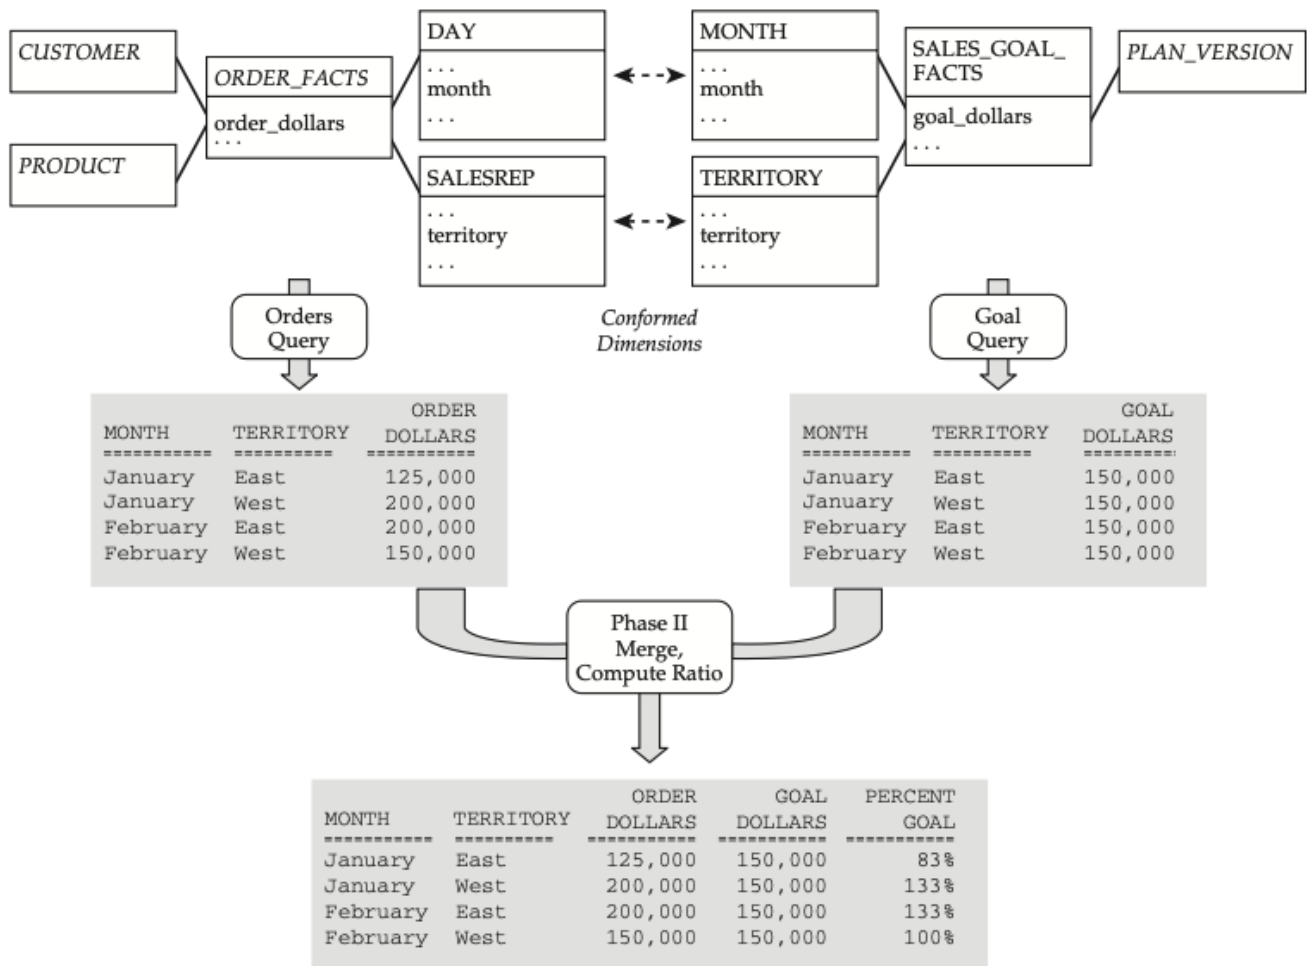 CUSTOMER
PRODUCT
ORDER_FACTS
order_dollars
. . .
DAY
. . .
month
. . .
SALESREP
. . .
territory
. . .
MONTH
. . .
month
. . .
TERRITORY
. . .
territory
. . .
SALES_GOAL_
FACTS
goal_dollars
. . .
PLAN_VERSION
Orders
Query
Conformed
Dimensions
Goal
Query
ORDER
MONTH TERRITORY DOLLARS
=========== ========== ===========
January East 125,000
January West 200,000
February East 200,000
February West 150,000
GOAL
MONTH TERRITORY DOLLARS
=========== ========== =========
January East 150,000
January West 150,000
February East 150,000
February West 150,000
Phase II
Merge,
Compute Ratio
ORDER GOAL PERCENT
MONTH TERRITORY DOLLARS DOLLARS GOAL
=========== ========== =========== =========== ===========
January East 125,000 150,000 83%
January West 200,000 150,000 133%
February East 200,000 150,000 133%
February West 150,000 150,000 100%